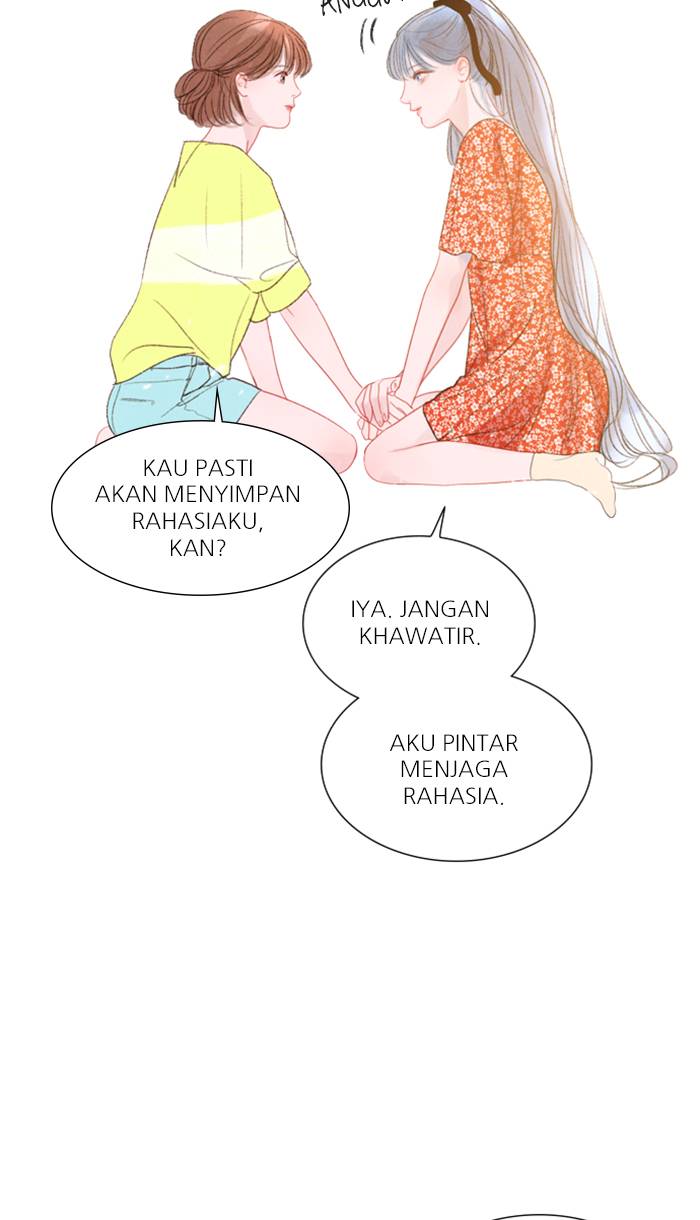 KAU PASTI
AKAN MENYIMPAN
RAHASIAKU,
KAN?
IYA. JANGAN
KHAWATIR.
AKU PINTAR
MENJAGA
RAHASIA.